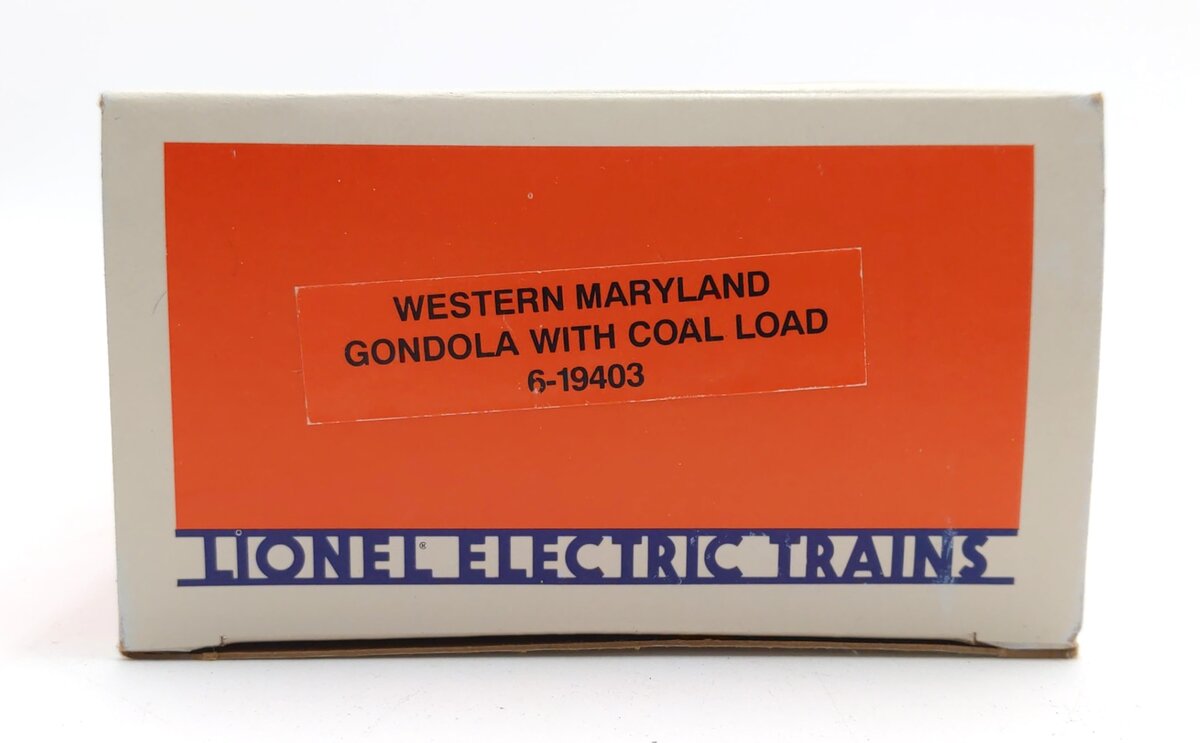 WESTERN MARYLAND
GONDOLA WITH COAL LOAD
6-19403
LIONEL® ELECTRIC TRAINS